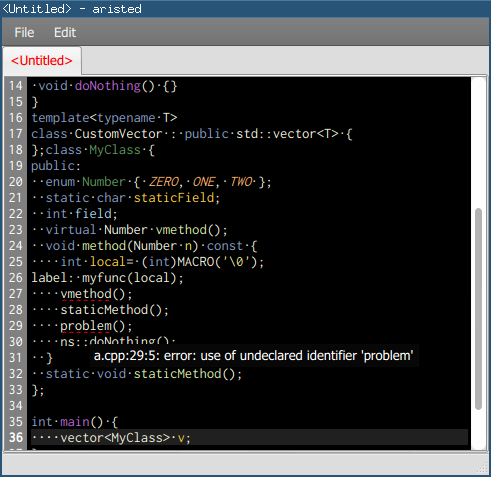 <Untitled> - aristed
File Edit
<Untitled>
14 ·void·doNothing()·{}
15 }
16 template<typename·T>
17 class·CustomVector·:·public·std::vector<T>·{
18 };class·MyClass·{
19 public:
20 ··enum·Number·{·ZERO,·ONE,·TWO·};
21 ··static·char·staticField;
22 ··int·field;
23 ··virtual·Number·vmethod();
24 ··void·method(Number·n)·const·{
25 ····int·local=·(int)MACRO('\0');
26 label:·myfunc(local);
27 ····vmethod();
28 ····staticMethod();
29 ····problem();
30 ····ns::doNothing();
31 ··}
a.cpp:29:5: error: use of undeclared identifier 'problem'
32 ··static·void·staticMethod();
33 };
34
35 int·main()·{
36 ····vector<MyClass>·v;